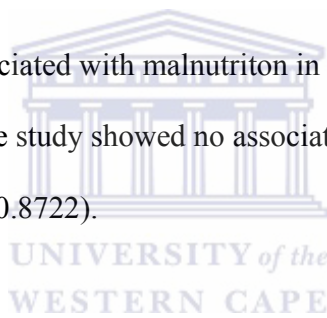 ciated with malnutriton in
e study showed no associat
0.8722).
UNIVERSITY of the
WESTERN CAPE